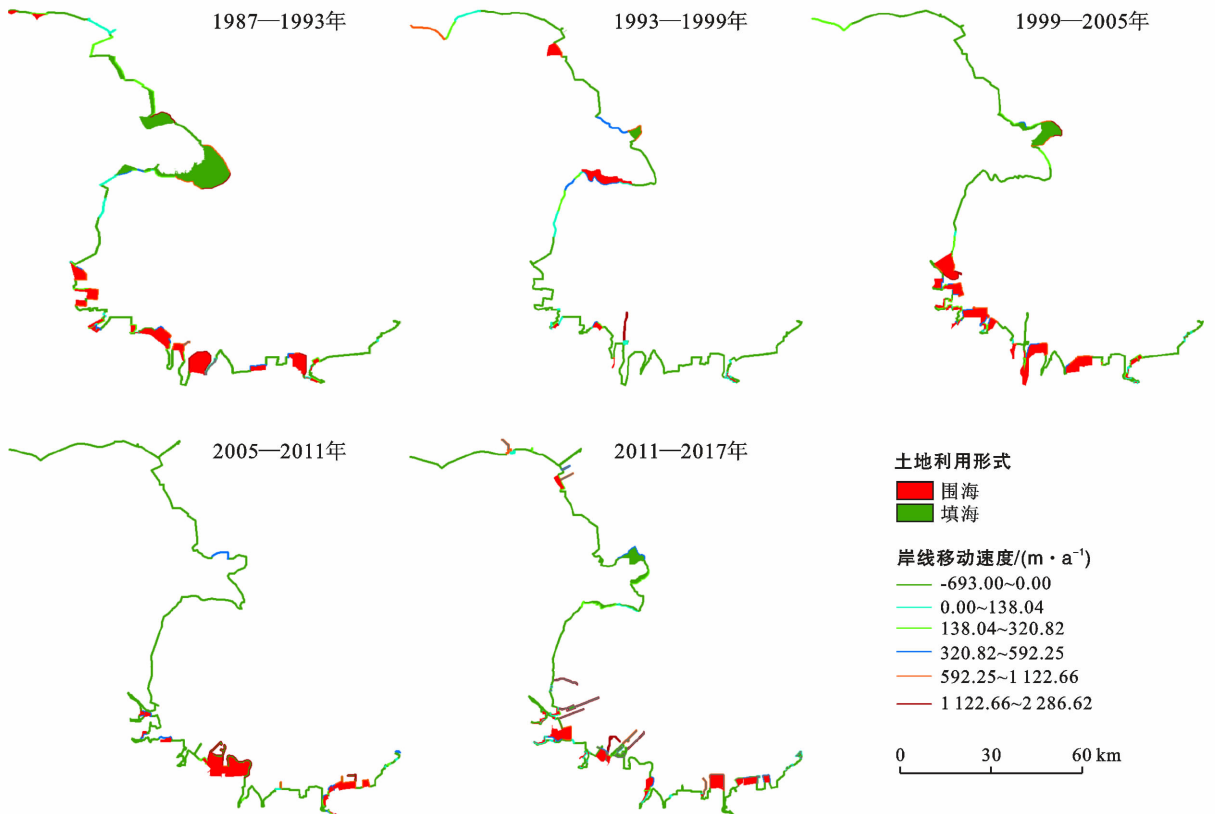 1987—1993年
1993—1999年
1999—2005年
2005—2011年
2011—2017年
土地利用形式
围海
填海
岸线移动速度/(m·a⁻¹)
-693.00~0.00
0.00~138.04
138.04~320.82
320.82~592.25
592.25~1 122.66
1 122.66~2 286.62
0 30 60 km